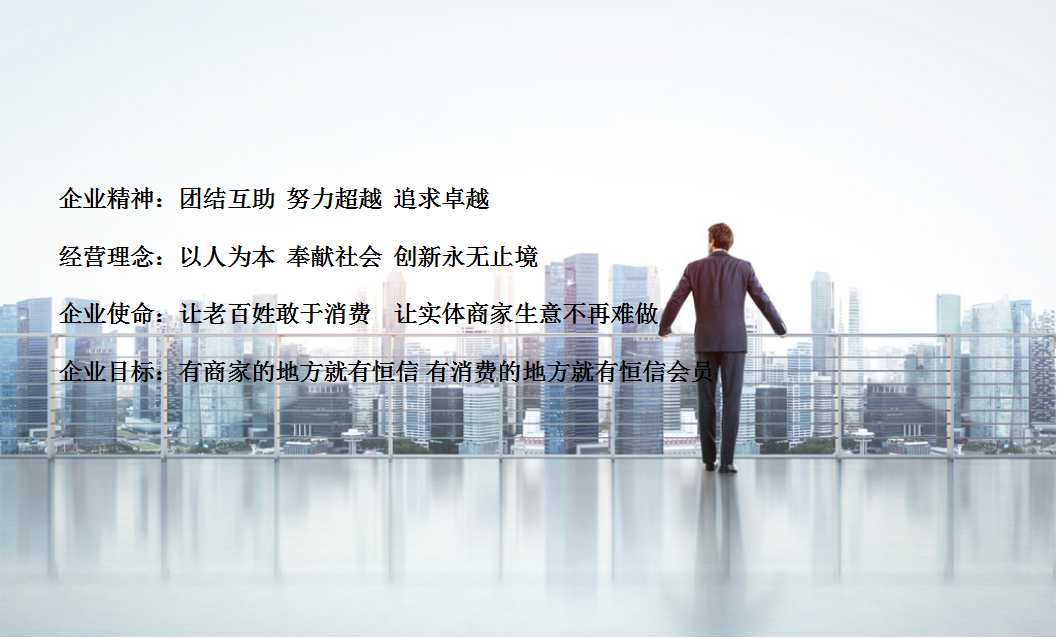 企业精神：团结互助 努力超越 追求卓越
经营理念：以人为本 奉献社会 创新永无止境
企业使命：让老百姓敢于消费 让实体商家生意不再难做
企业目标：有商家的地方就有恒信 有消费的地方就有恒信会员